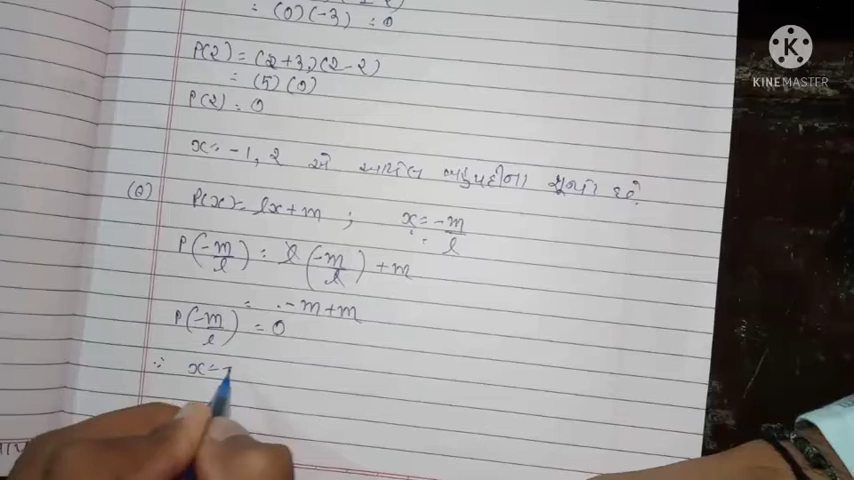 = (0)(-3) = 0
P(2) = (2+3)(2-2)
= (5)(0)
P(2) = 0
x = -1, 2 એ આપેલ બહુપદીના શૂન્યો છે.
(૭) P(x) = lx+m ; x = -m/l
P(-m/l) = l(-m/l) + m
= -m+m
P(-m/l) = 0
∴ x = -
KINEMASTER